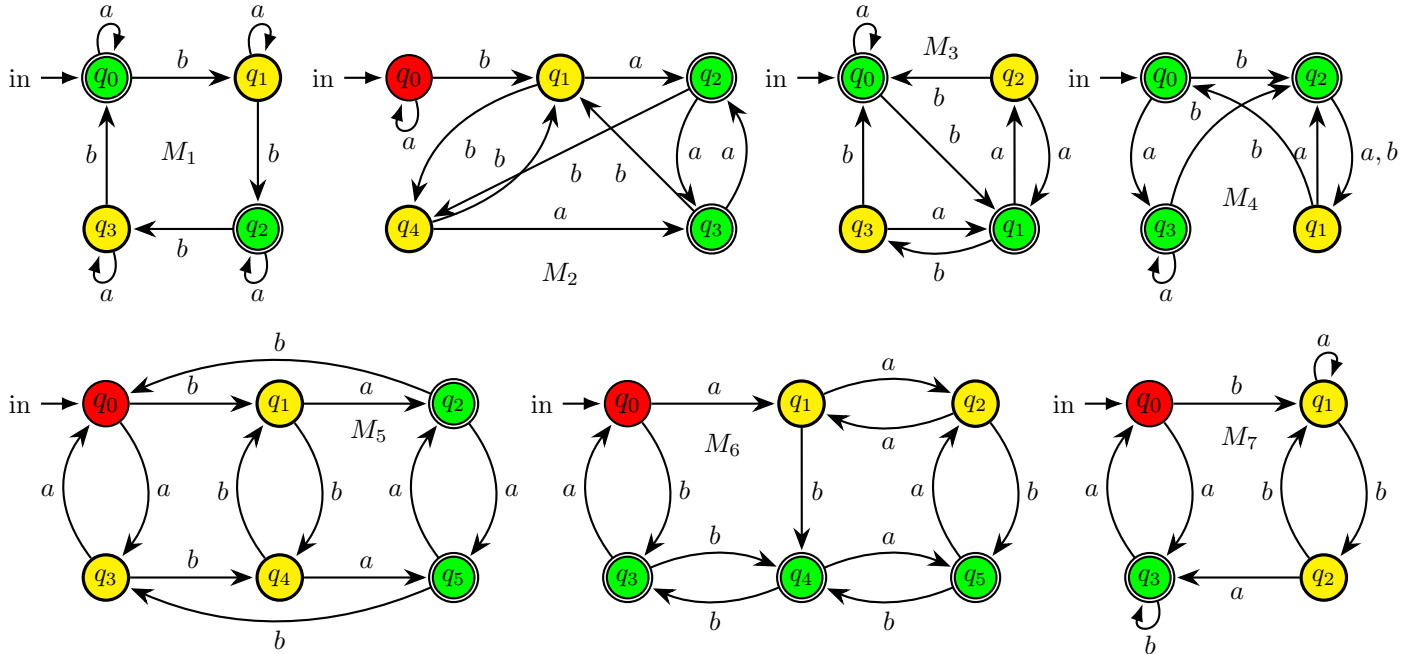 a a a
in q0 b q1 in q0 b q1 a q2 in q0 M3 q2 in q0 b q2
a b b
b M1 b b b b b a a b a a a b b a a, b
q3 b q2 q4 a q3 q3 a q1 q3 M4 q1
a a M2 b a
b a
in q0 b q1 a q2 in q0 a q1 a q2 in q0 b q1
M5 M6 a M7
a a b b a a a b b a b a a b b
q3 b q4 a q5 q3 b q4 a q5 q3 a q2
b b b b